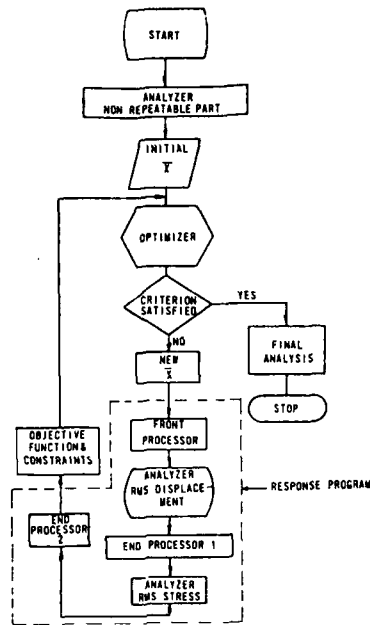 START
ANALYZER
NON REPEATABLE PART
INITIAL
X
OPTIMIZER
CRITERION
SATISFIED
YES
NO
FINAL
ANALYSIS
STOP
NEW
X
FRONT
PROCESSOR
ANALYZER
RMS DISPLACE
MENT
RESPONSE PROGRAM
END PROCESSOR 1
ANALYZER
RMS STRESS
END
PROCESSOR
2
OBJECTIVE
FUNCTION&
CONSTRAINTS